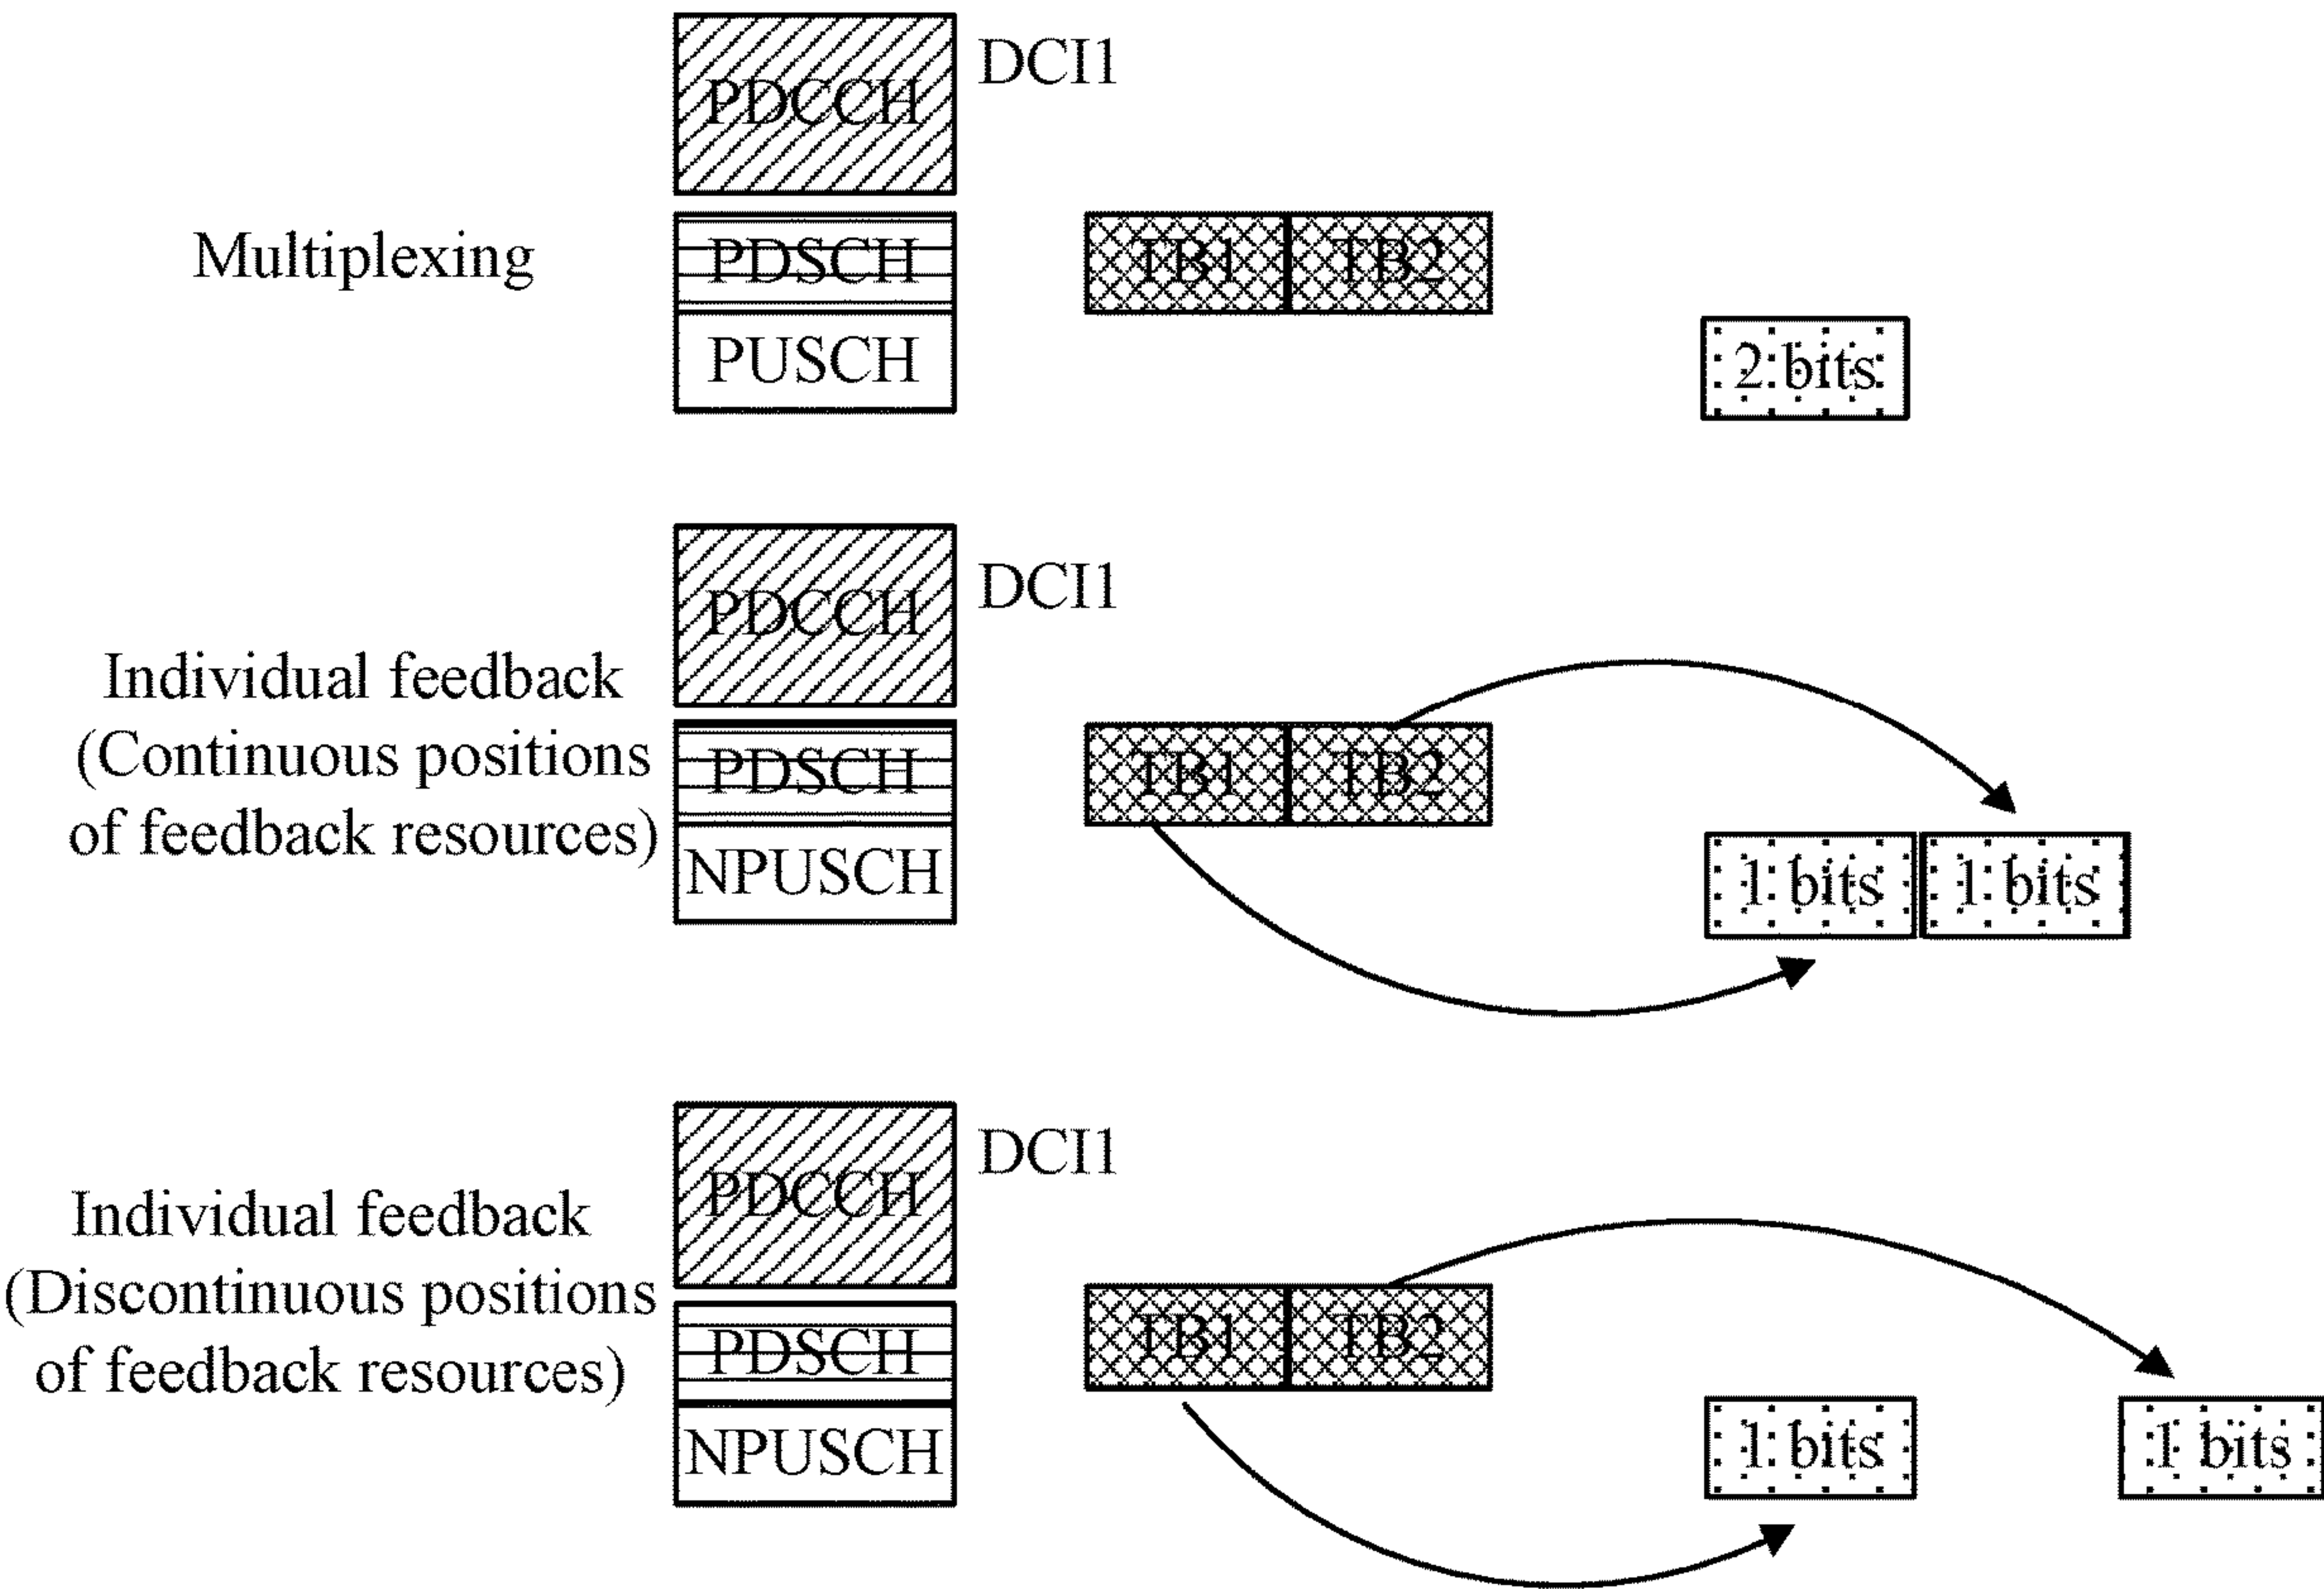 PDCCH
DCI1
Multiplexing
PDSCH
TB1
TB2
PUSCH
2 bits
PDCCH
DCI1
Individual feedback
(Continuous positions
of feedback resources)
PDSCH
TB1
TB2
NPUSCH
1 bits
1 bits
PDCCH
DCI1
Individual feedback
(Discontinuous positions
of feedback resources)
PDSCH
TB1
TB2
NPUSCH
1 bits
1 bits